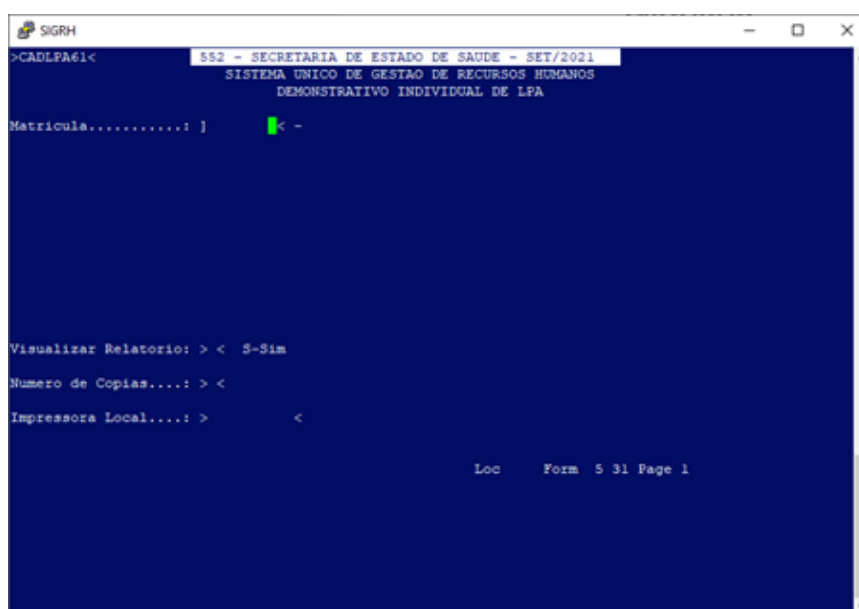 SIGRH
>CADLPA61< 552 - SECRETARIA DE ESTADO DE SAUDE - SET/2021
SISTEMA UNICO DE GESTAO DE RECURSOS HUMANOS
DEMONSTRATIVO INDIVIDUAL DE LPA
Matricula...........: ] < -
Visualizar Relatorio: > < S-Sim
Numero de Copias....: > <
Impressora Local....: > <
Loc Form 5 31 Page 1